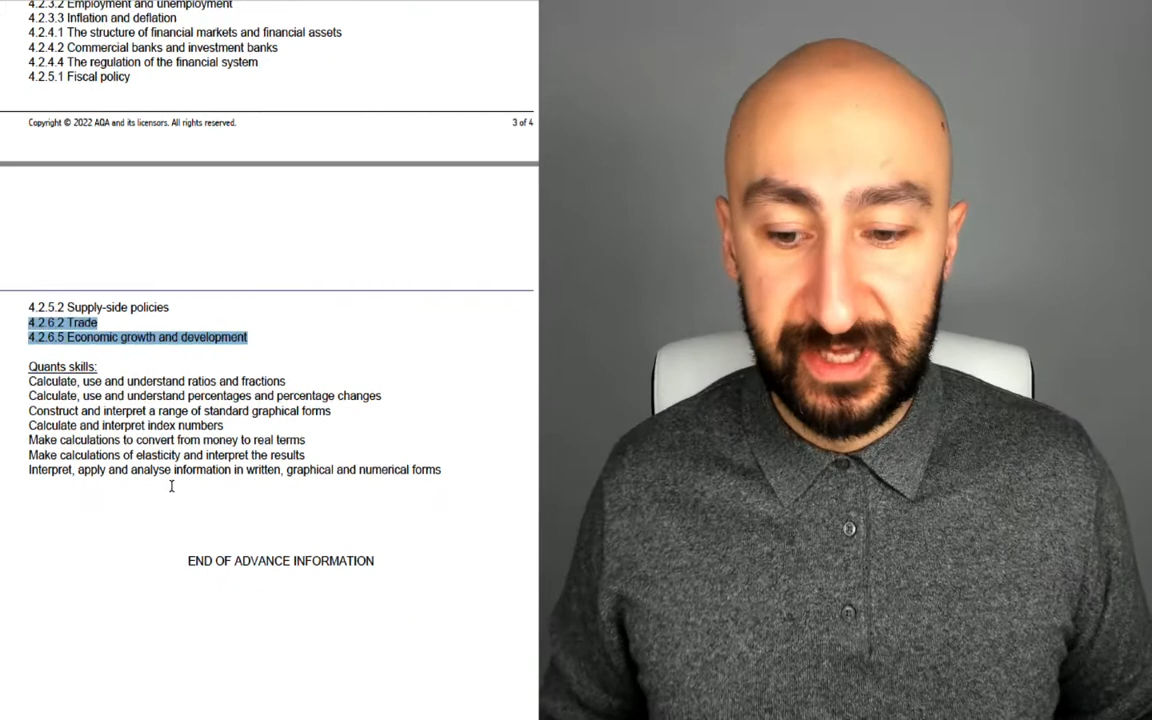 4.2.3.2 Employment and unemployment
4.2.3.3 Inflation and deflation
4.2.4.1 The structure of financial markets and financial assets
4.2.4.2 Commercial banks and investment banks
4.2.4.4 The regulation of the financial system
4.2.5.1 Fiscal policy
Copyright © 2022 AQA and its licensors. All rights reserved.
3 of 4
4.2.5.2 Supply-side policies
4.2.6.2 Trade
4.2.6.5 Economic growth and development
Quants skills:
Calculate, use and understand ratios and fractions
Calculate, use and understand percentages and percentage changes
Construct and interpret a range of standard graphical forms
Calculate and interpret index numbers
Make calculations to convert from money to real terms
Make calculations of elasticity and interpret the results
Interpret, apply and analyse information in written, graphical and numerical forms
END OF ADVANCE INFORMATION